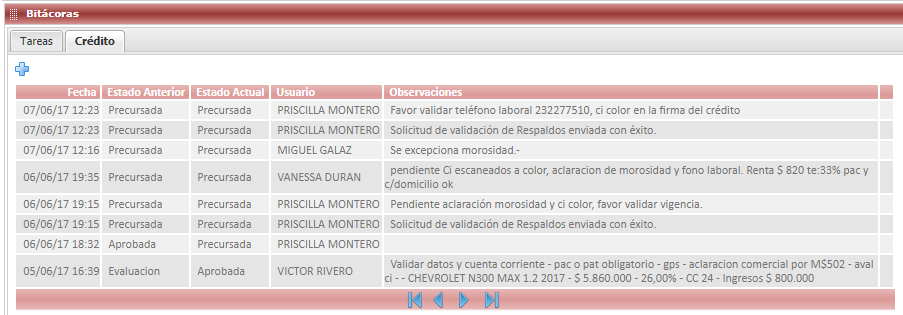 Bitácoras
Tareas Crédito
Fecha Estado Anterior Estado Actual Usuario Observaciones
07/06/17 12:23 Precursada Precursada PRISCILLA MONTERO Favor validar teléfono laboral 232277510, ci color en la firma del crédito
07/06/17 12:23 Precursada Precursada PRISCILLA MONTERO Solicitud de validación de Respaldos enviada con éxito.
07/06/17 12:16 Precursada Precursada MIGUEL GALAZ Se excepciona morosidad.-
06/06/17 19:35 Precursada Precursada VANESSA DURAN pendiente Ci escaneados a color, aclaracion de morosidad y fono laboral. Renta $ 820 te:33% pac y
c/domicilio ok
06/06/17 19:15 Precursada Precursada PRISCILLA MONTERO Pendiente aclaración morosidad y ci color, favor validar vigencia.
06/06/17 19:15 Precursada Precursada PRISCILLA MONTERO Solicitud de validación de Respaldos enviada con éxito.
06/06/17 18:32 Aprobada Precursada PRISCILLA MONTERO
05/06/17 16:39 Evaluacion Aprobada VICTOR RIVERO Validar datos y cuenta corriente - pac o pat obligatorio - gps - aclaracion comercial por M$502 - aval
ci - - CHEVROLET N300 MAX 1.2 2017 - $ 5.860.000 - 26,00% - CC 24 - Ingresos $ 800.000